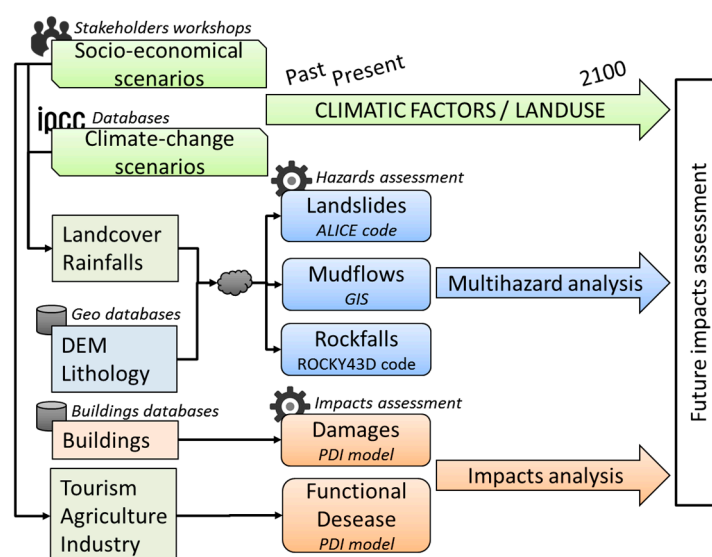 Stakeholders workshops
Socio-economical
scenarios
Past Present 2100
CLIMATIC FACTORS / LANDUSE
ipcc Databases
Climate-change
scenarios
Hazards assessment
Landslides
ALICE code
Landcover
Rainfalls
Mudflows
GIS
Multihazard analysis
Geo databases
DEM
Lithology
Rockfalls
ROCKY43D code
Buildings databases
Buildings
Impacts assessment
Damages
PDI model
Impacts analysis
Tourism
Agriculture
Industry
Functional
Desease
PDI model
Future impacts assessment